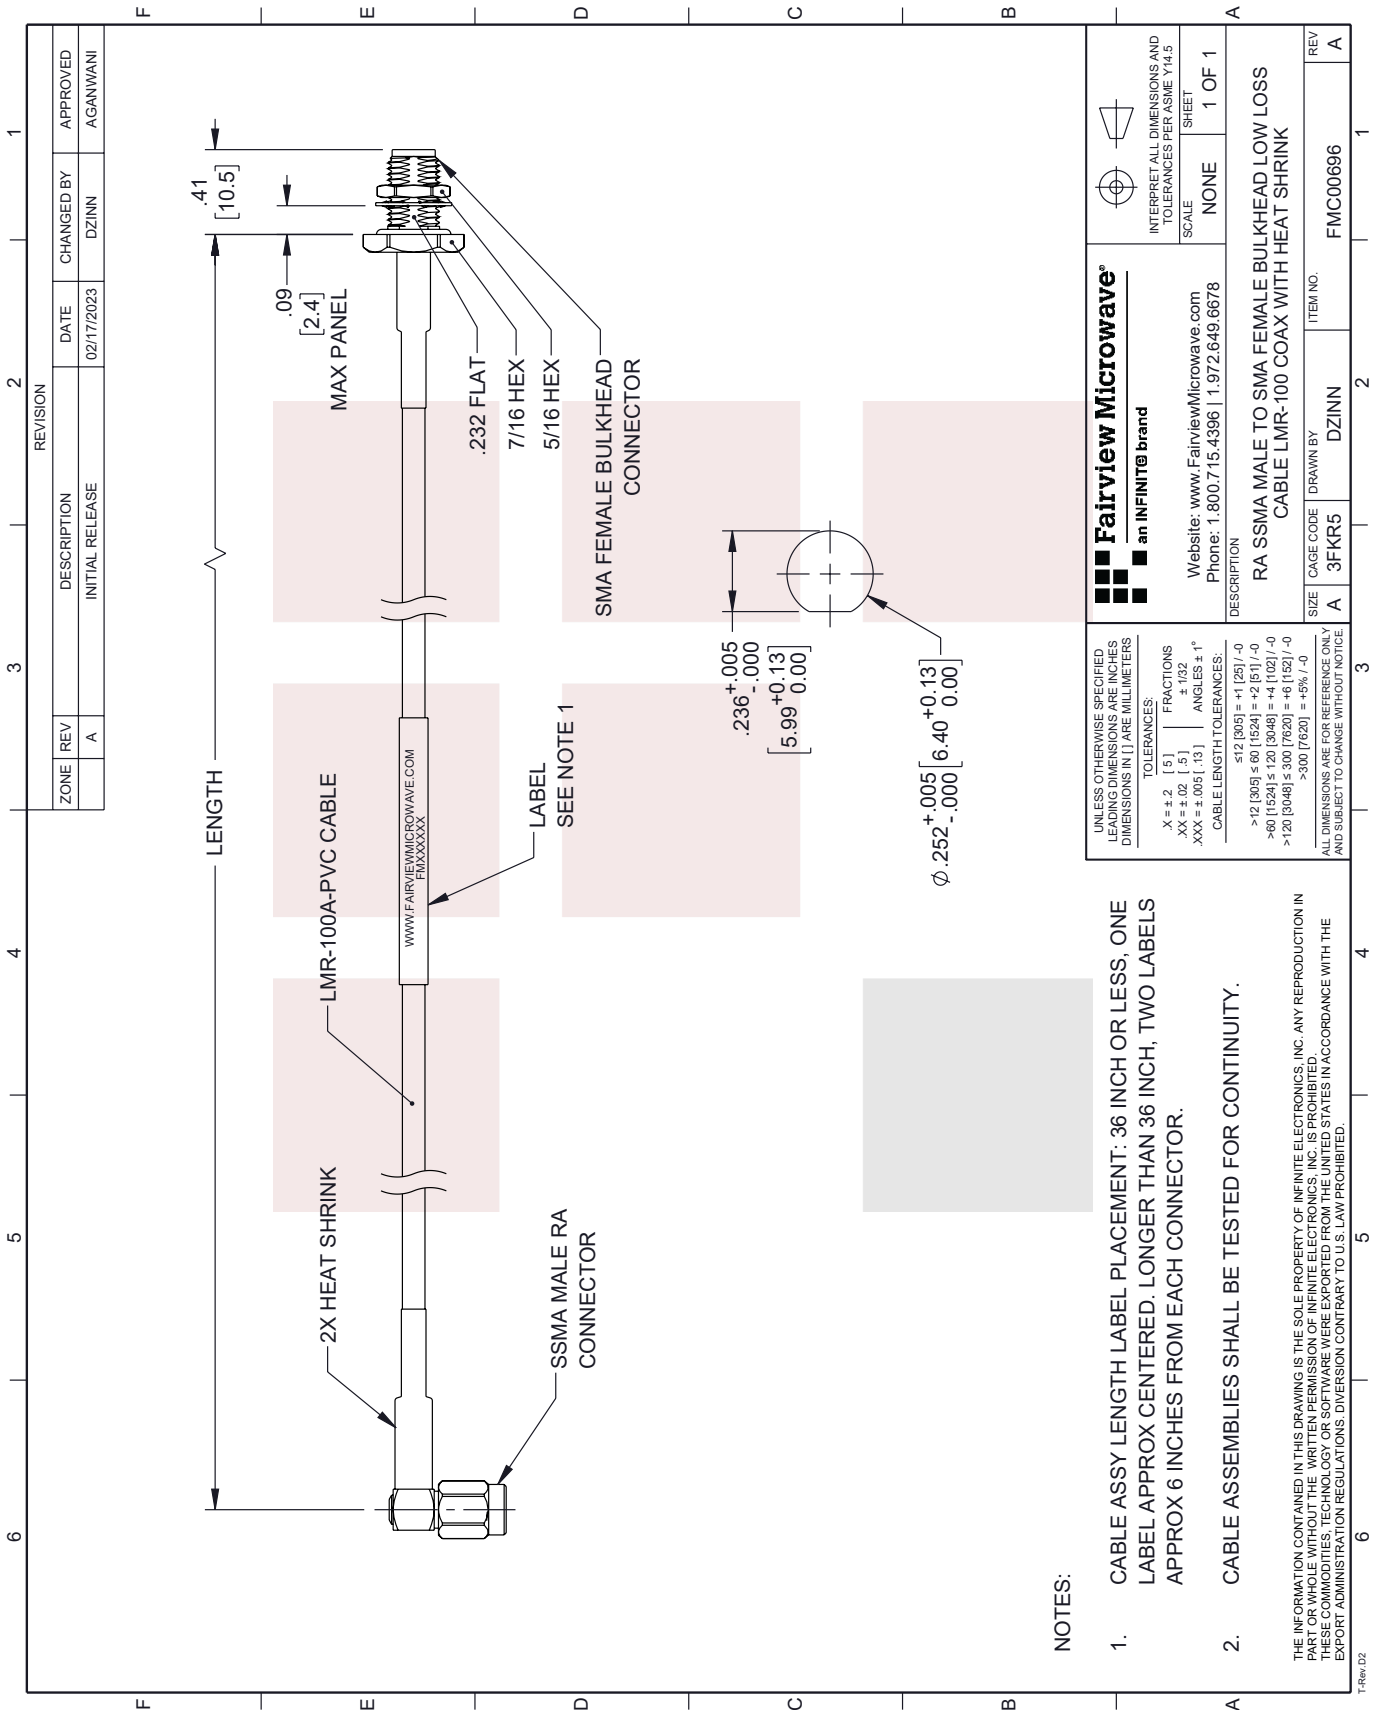 REVISION
ZONE REV DESCRIPTION DATE CHANGED BY APPROVED
A INITIAL RELEASE 02/17/2023 DZINN AGANWANI
6 5 4 3 2 1
F
E
D
C
B
A
LENGTH
.41
[10.5]
.09
[2.4]
MAX PANEL
2X HEAT SHRINK
LMR-100A-PVC CABLE
WWW.FAIRVIEWMICROWAVE.COM
FMXXXXXX
LABEL
SEE NOTE 1
.232 FLAT
7/16 HEX
5/16 HEX
SMA FEMALE BULKHEAD
CONNECTOR
SSMA MALE RA
CONNECTOR
.236 +.005 -.000
[5.99 +0.13 0.00]
Ø.252 +.005 -.000 [6.40 +0.13 0.00]
NOTES:
1. CABLE ASSY LENGTH LABEL PLACEMENT: 36 INCH OR LESS, ONE
LABEL APPROX CENTERED. LONGER THAN 36 INCH, TWO LABELS
APPROX 6 INCHES FROM EACH CONNECTOR.
2. CABLE ASSEMBLIES SHALL BE TESTED FOR CONTINUITY.
THE INFORMATION CONTAINED IN THIS DRAWING IS THE SOLE PROPERTY OF INFINITE ELECTRONICS, INC. ANY REPRODUCTION IN
PART OR WHOLE WITHOUT THE WRITTEN PERMISSION OF INFINITE ELECTRONICS, INC. IS PROHIBITED.
THESE COMMODITIES, TECHNOLOGY OR SOFTWARE WERE EXPORTED FROM THE UNITED STATES IN ACCORDANCE WITH THE
EXPORT ADMINISTRATION REGULATIONS. DIVERSION CONTRARY TO U.S. LAW PROHIBITED.
UNLESS OTHERWISE SPECIFIED
LEADING DIMENSIONS ARE INCHES
DIMENSIONS IN [ ] ARE MILLIMETERS
TOLERANCES:
.X = ± .2 [ 5 ] FRACTIONS
.XX = ± .02 [ .5 ] ± 1/32
.XXX = ± .005 [ .13 ] ANGLES ± 1°
CABLE LENGTH TOLERANCES:
≤12 [305] = +1 [25] / -0
>12 [305] ≤ 60 [1524] = +2 [51] / -0
>60 [1524] ≤ 120 [3048] = +4 [102] / -0
>120 [3048] ≤ 300 [7620] = +6 [152] / -0
>300 [7620] = +5% / -0
ALL DIMENSIONS ARE FOR REFERENCE ONLY
AND SUBJECT TO CHANGE WITHOUT NOTICE.
Fairview Microwave®
an INFINIT@ brand
Website: www.FairviewMicrowave.com
Phone: 1.800.715.4396 | 1.972.649.6678
INTERPRET ALL DIMENSIONS AND
TOLERANCES PER ASME Y14.5
SCALE SHEET
NONE 1 OF 1
DESCRIPTION
RA SSMA MALE TO SMA FEMALE BULKHEAD LOW LOSS
CABLE LMR-100 COAX WITH HEAT SHRINK
SIZE CAGE CODE DRAWN BY ITEM NO. REV
A 3FKR5 DZINN FMC00696 A
F
E
D
C
B
A
T-Rev.D2
6 5 4 3 2 1